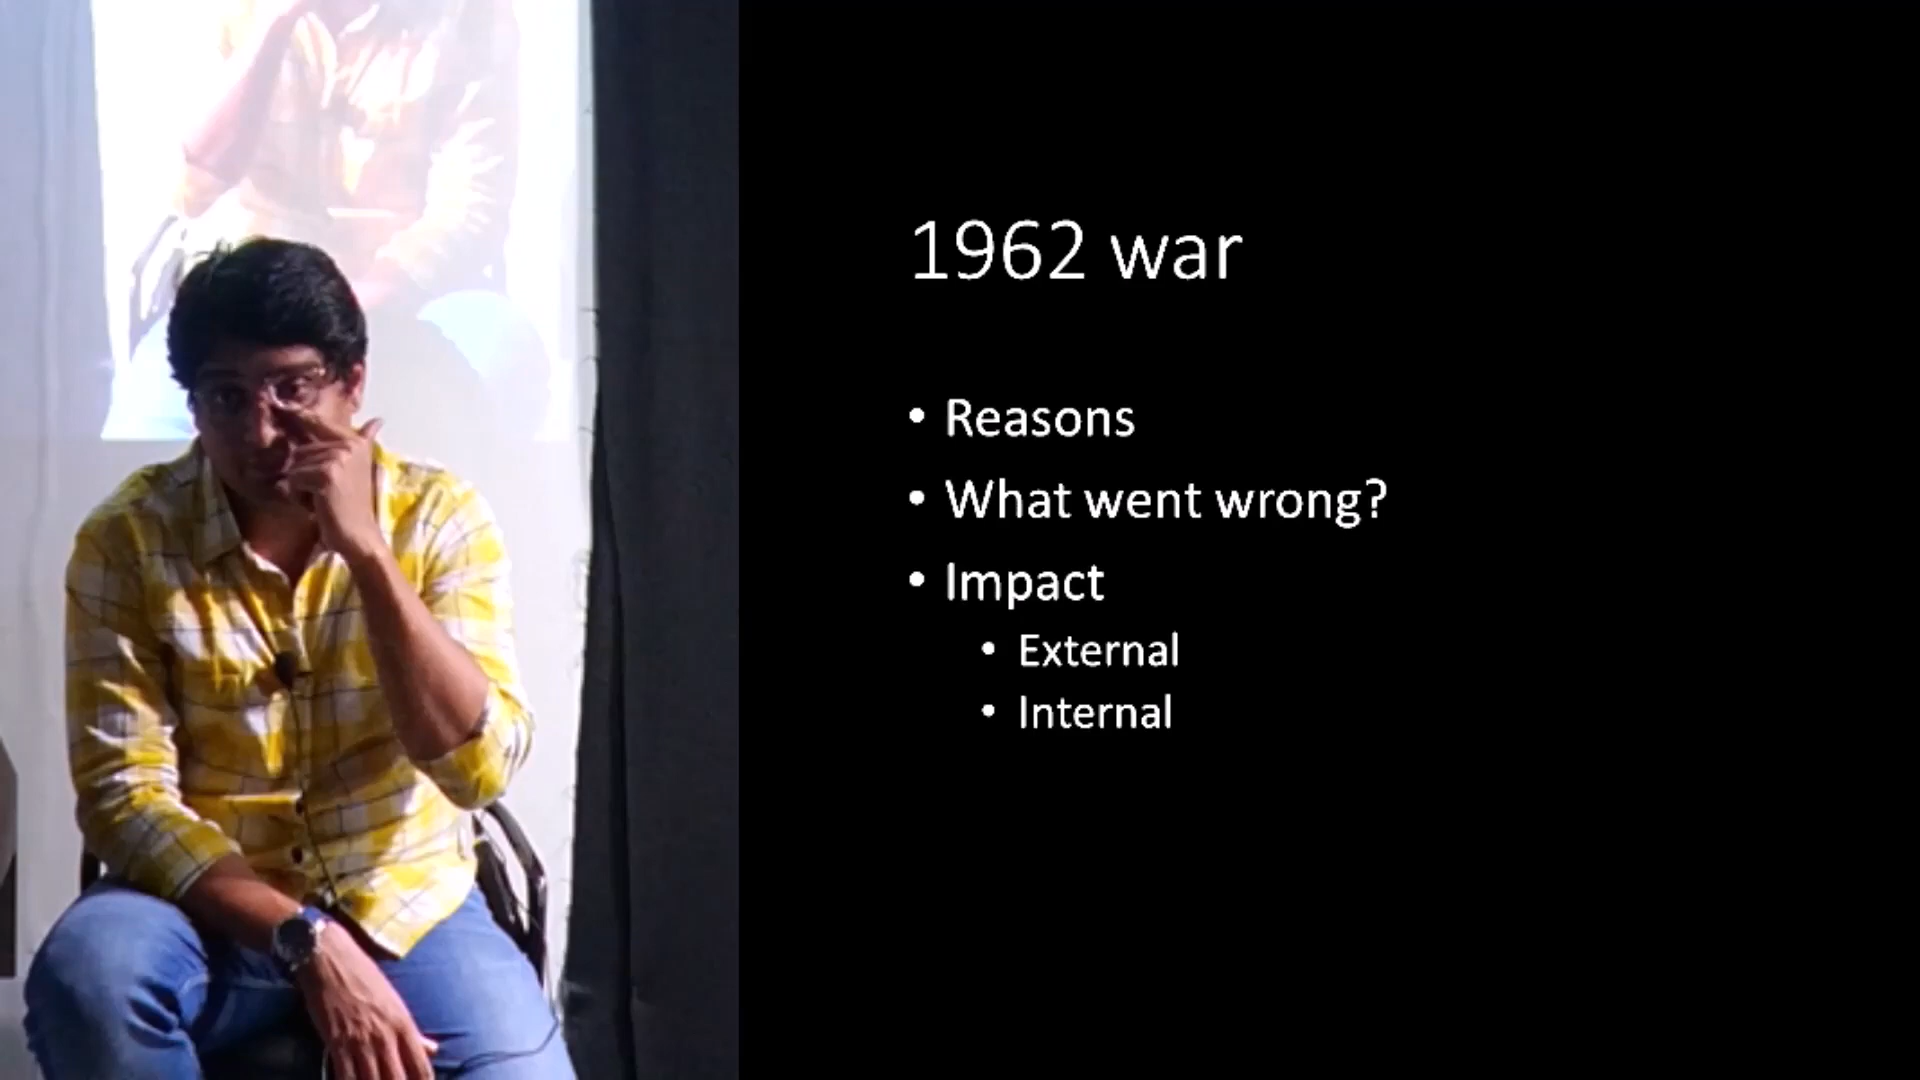 1962 war
• Reasons
• What went wrong?
• Impact
• External
• Internal